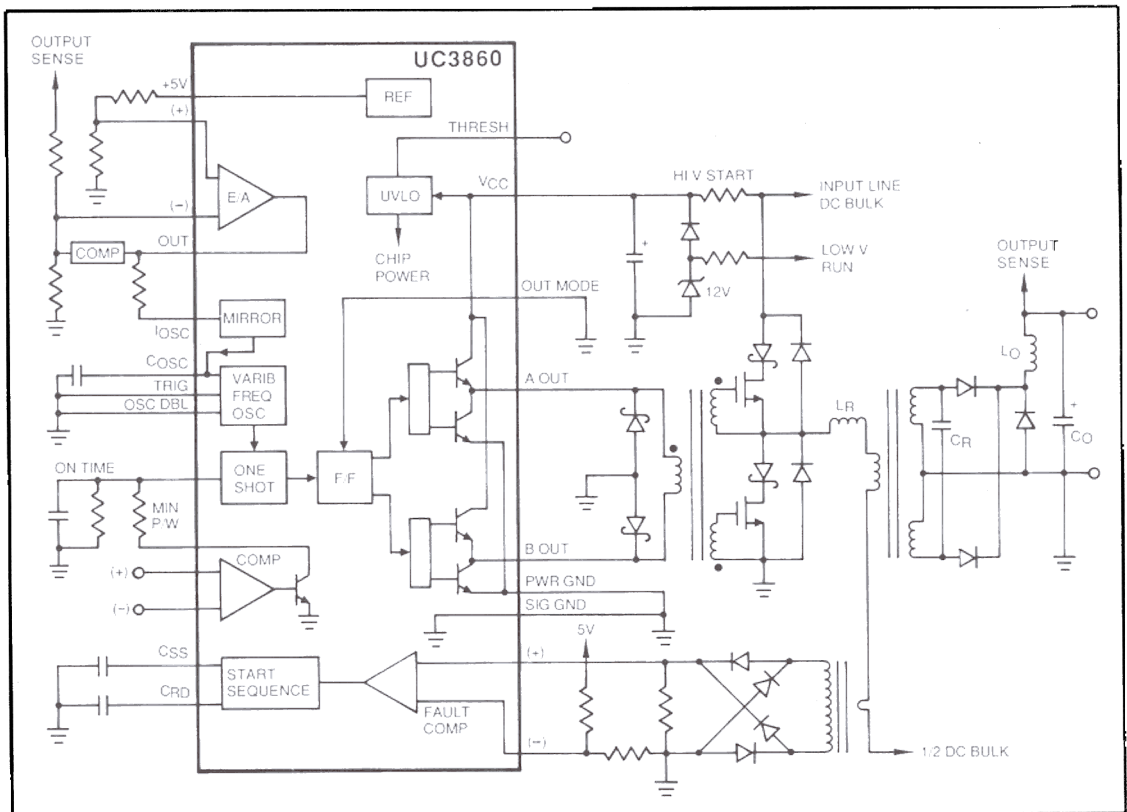 OUTPUT
SENSE
UC3860
+5V
REF
(+)
THRESH
E/A
UVLO
VCC
HI V START
INPUT LINE
DC BULK
(−)
OUT
COMP
CHIP
POWER
LOW V
RUN
12V
OUTPUT
SENSE
OUT MODE
IOSC
MIRROR
COSC
TRIG
OSC DBL
VARIB
FREQ
OSC
A OUT
LO
LR
CR
+
CO
ON TIME
ONE
SHOT
F/F
MIN
P/W
COMP
(+)
(−)
B OUT
PWR GND
SIG GND
5V
CSS
CRD
START
SEQUENCE
FAULT
COMP
(+)
(−)
1/2 DC BULK
+